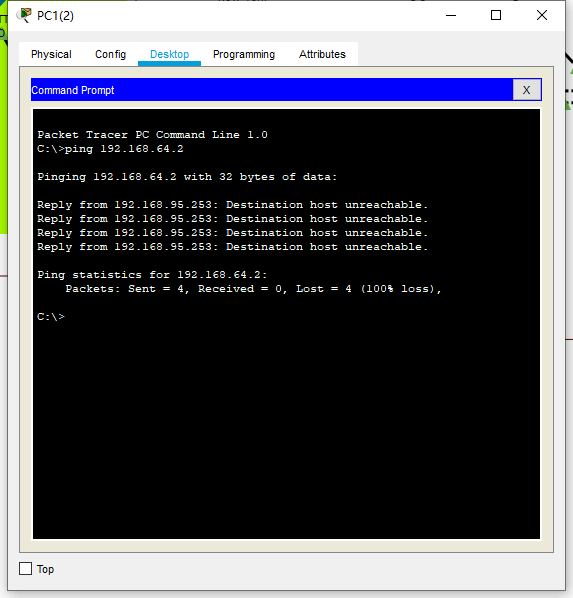 PC1(2)
Physical Config Desktop Programming Attributes
Command Prompt X
Packet Tracer PC Command Line 1.0
C:\>ping 192.168.64.2
Pinging 192.168.64.2 with 32 bytes of data:
Reply from 192.168.95.253: Destination host unreachable.
Reply from 192.168.95.253: Destination host unreachable.
Reply from 192.168.95.253: Destination host unreachable.
Reply from 192.168.95.253: Destination host unreachable.
Ping statistics for 192.168.64.2:
Packets: Sent = 4, Received = 0, Lost = 4 (100% loss),
C:\>
Top